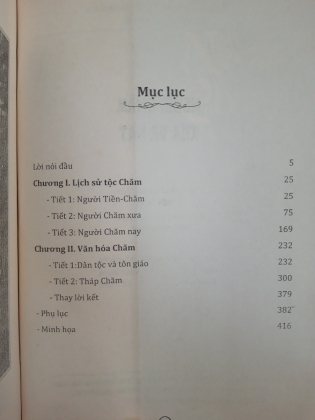 Mục lục
Lời nói đầu 5
Chương I. Lịch sử tộc Chăm 25
- Tiết 1: Người Tiền-Chăm 25
- Tiết 2: Người Chăm xưa 75
- Tiết 3: Người Chăm nay 169
Chương II. Văn hóa Chăm 232
- Tiết 1:Dân tộc và tôn giáo 232
- Tiết 2: Tháp Chăm 300
- Thay lời kết 379
- Phụ lục 382
- Minh họa 416